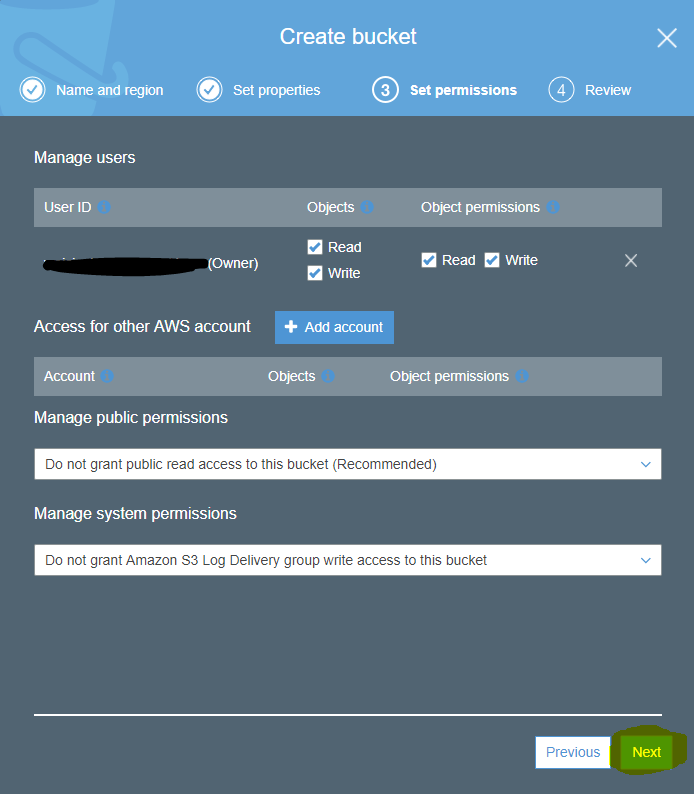 Create bucket
Name and region
Set properties
3 Set permissions
4 Review
Manage users
User ID Objects Object permissions
(Owner)
Read
Write
Read Write
Access for other AWS account
Add account
Account Objects Object permissions
Manage public permissions
Do not grant public read access to this bucket (Recommended)
Manage system permissions
Do not grant Amazon S3 Log Delivery group write access to this bucket
Previous Next